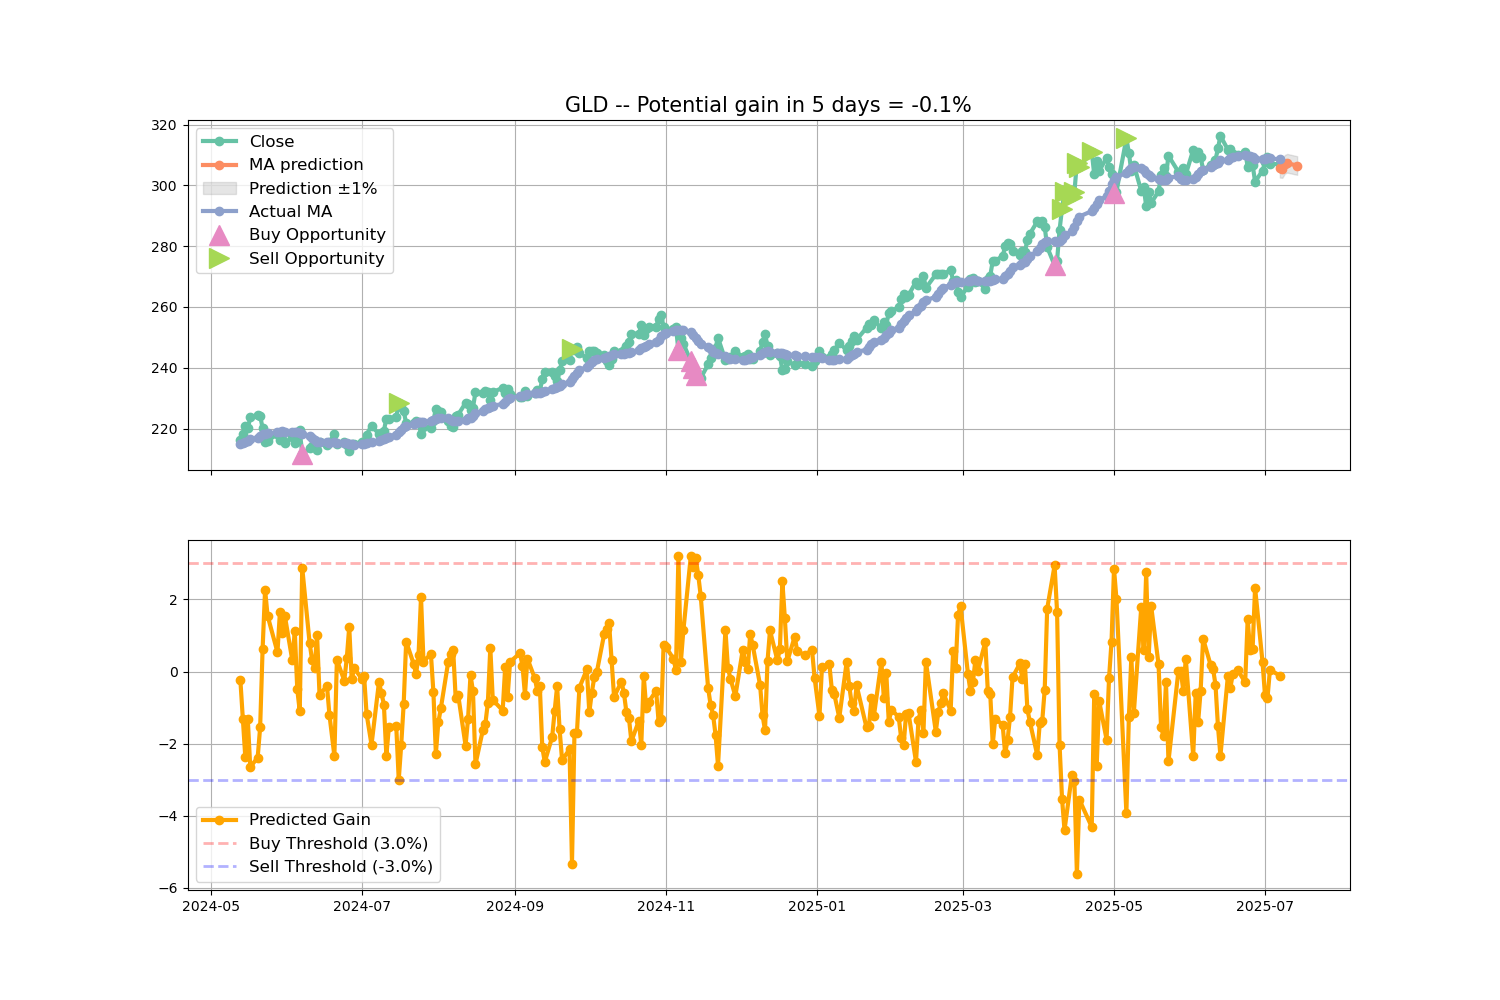 GLD -- Potential gain in 5 days = -0.1%
320
300
280
260
240
220
Close
MA prediction
Prediction ±1%
Actual MA
Buy Opportunity
Sell Opportunity
2
0
−2
−4
−6
Predicted Gain
Buy Threshold (3.0%)
Sell Threshold (-3.0%)
2024-05 2024-07 2024-09 2024-11 2025-01 2025-03 2025-05 2025-07